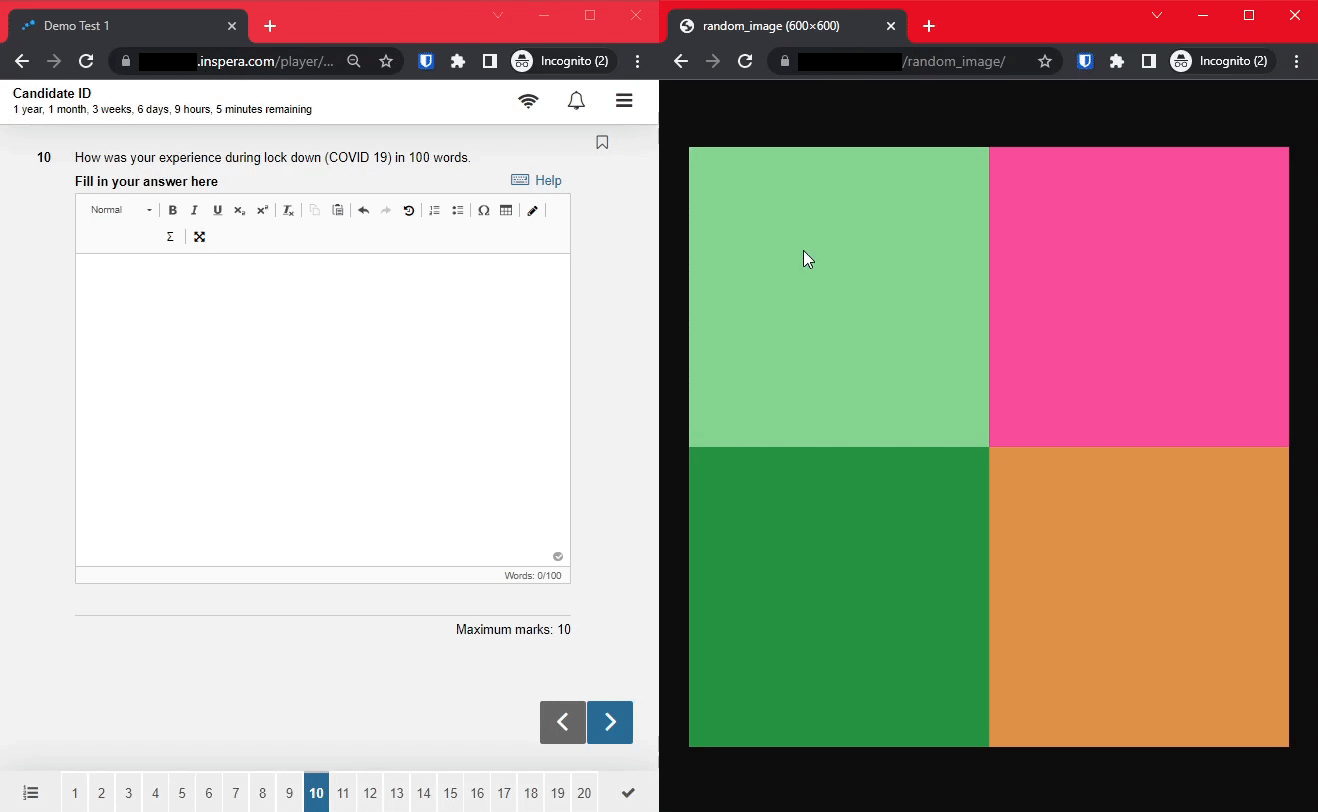 Demo Test 1
.inspera.com/player/...
Incognito (2)
Candidate ID
1 year, 1 month, 3 weeks, 6 days, 9 hours, 5 minutes remaining
10 How was your experience during lock down (COVID 19) in 100 words.
Fill in your answer here
Help
Normal
B I U x₂ x² Tx Ω
Σ
Words: 0/100
Maximum marks: 10
1 2 3 4 5 6 7 8 9 10 11 12 13 14 15 16 17 18 19 20
random_image (600×600)
/random_image/
Incognito (2)